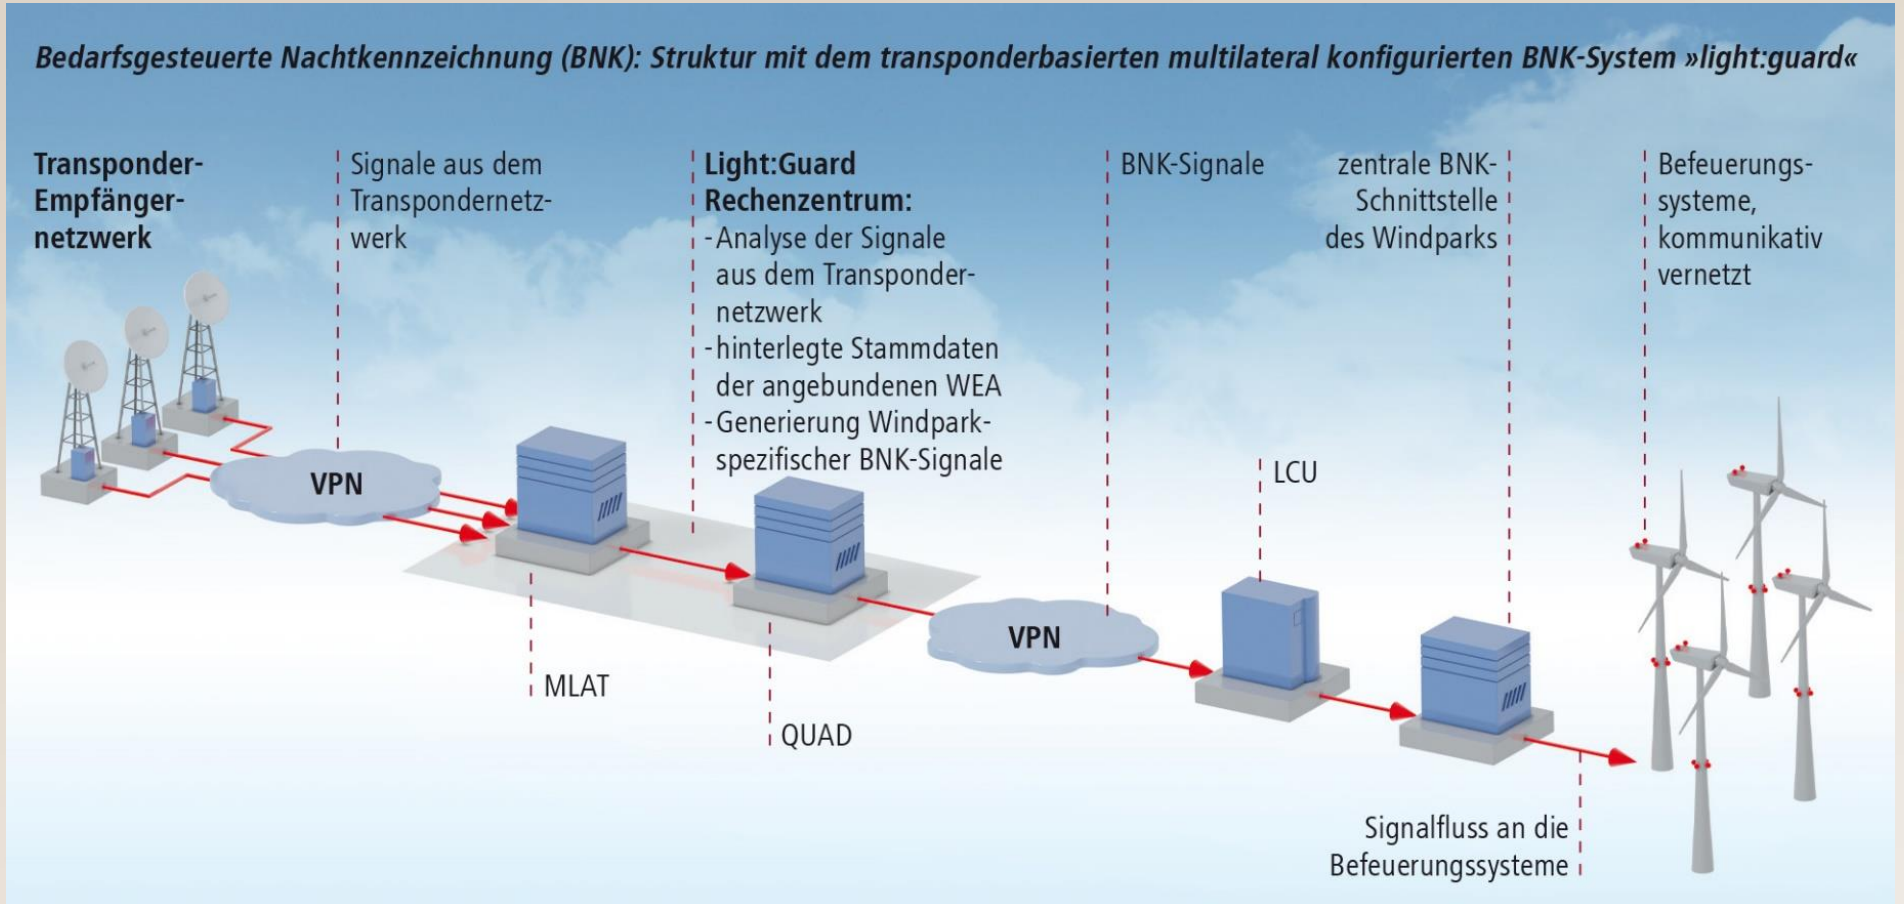 Bedarfsgesteuerte Nachtkennzeichnung (BNK): Struktur mit dem transponderbasierten multilateral konfigurierten BNK-System »light:guard«
Transponder-
Empfänger-
netzwerk
Signale aus dem
Transpondernetz-
werk
Light:Guard
Rechenzentrum:
-Analyse der Signale
aus dem Transponder-
netzwerk
-hinterlegte Stammdaten
der angebundenen WEA
-Generierung Windpark-
spezifischer BNK-Signale
BNK-Signale
zentrale BNK-
Schnittstelle
des Windparks
Befeuerungs-
systeme,
kommunikativ
vernetzt
VPN
LCU
VPN
MLAT
QUAD
Signalfluss an die
Befeuerungssysteme